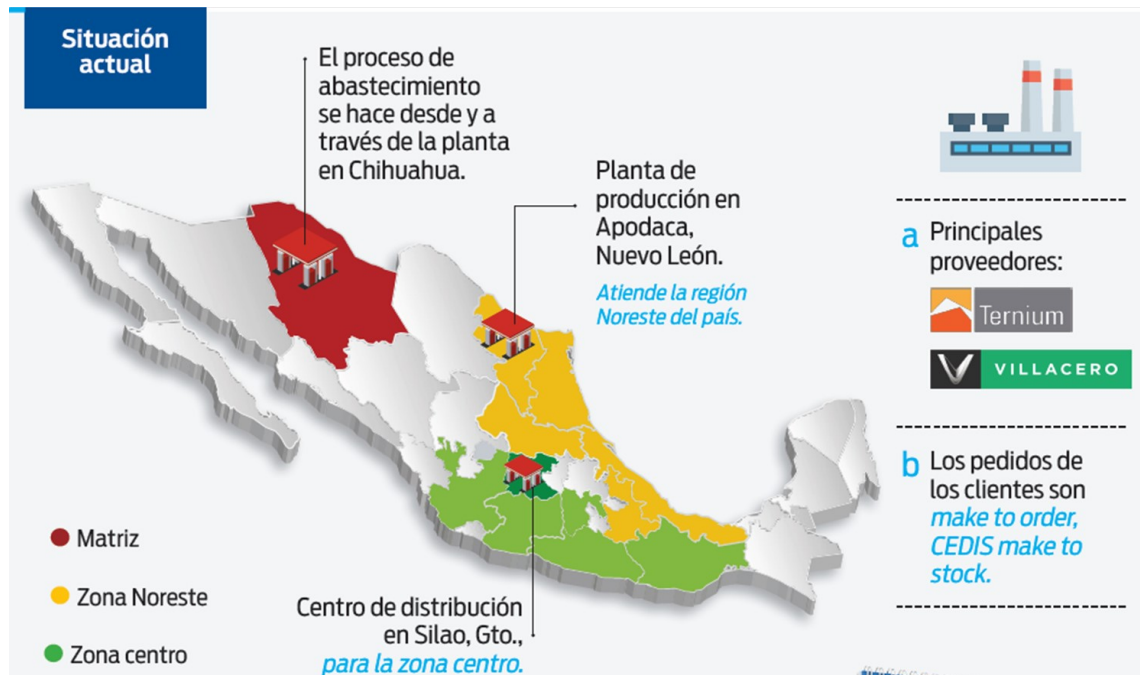 Situación
actual
El proceso de
abastecimiento
se hace desde y a
través de la planta
en Chihuahua.
Planta de
producción en
Apodaca,
Nuevo León.
Atiende la región
Noreste del país.
a Principales
proveedores:
Ternium
VILLACERO
b Los pedidos de
los clientes son
make to order,
CEDIS make to
stock.
Matriz
Zona Noreste
Zona centro
Centro de distribución
en Silao, Gto.,
para la zona centro.